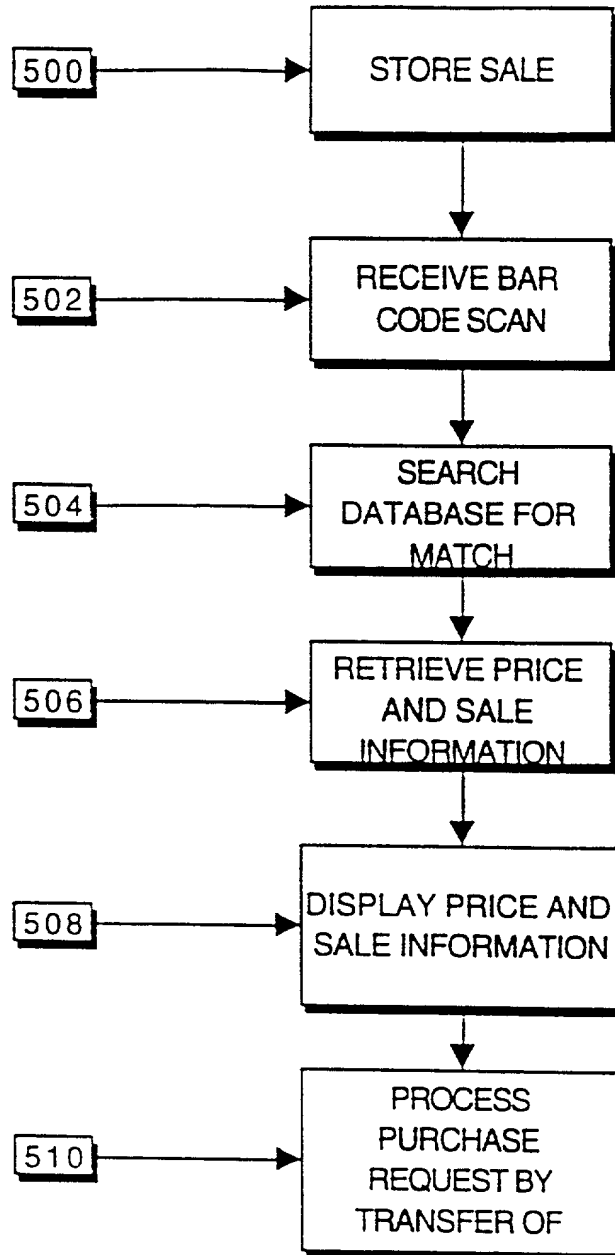 500
STORE SALE
502
RECEIVE BAR
CODE SCAN
504
SEARCH
DATABASE FOR
MATCH
506
RETRIEVE PRICE
AND SALE
INFORMATION
508
DISPLAY PRICE AND
SALE INFORMATION
510
PROCESS
PURCHASE
REQUEST BY
TRANSFER OF